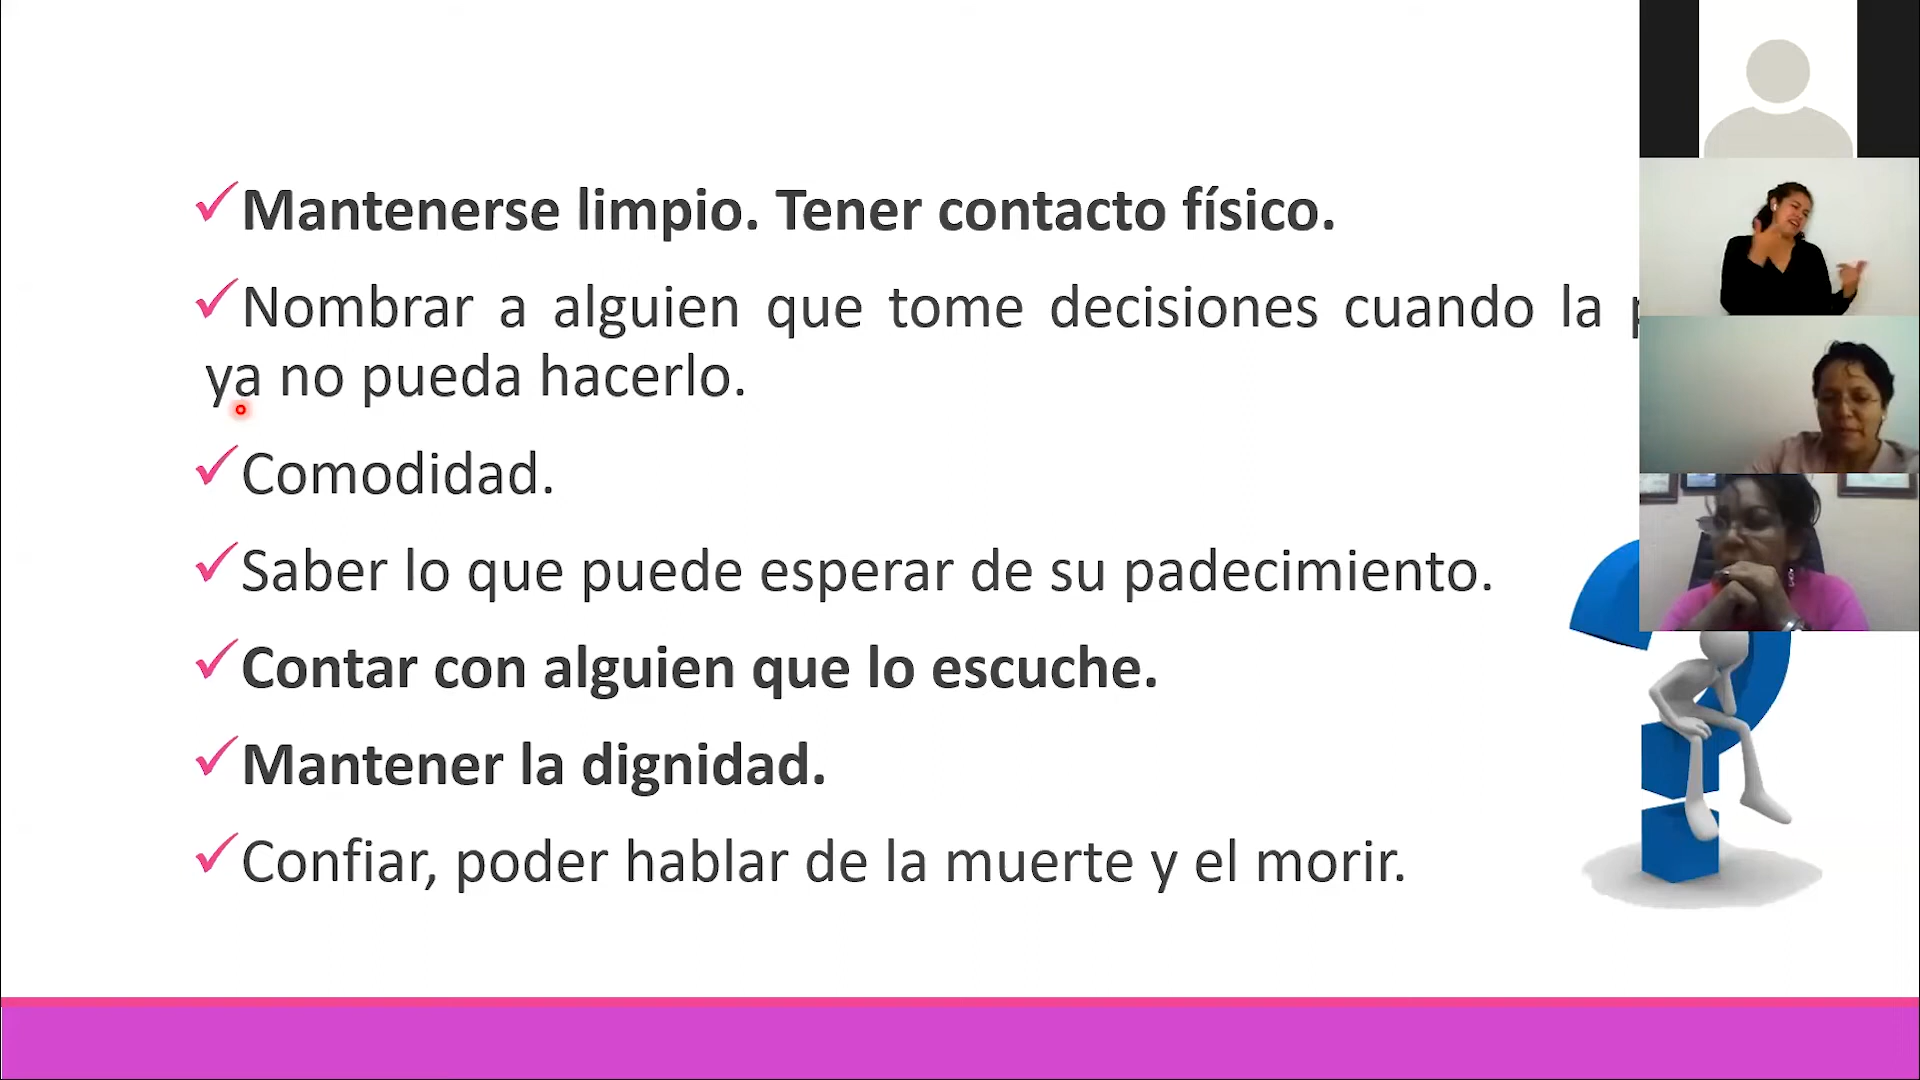 Mantenerse limpio. Tener contacto físico.
Nombrar a alguien que tome decisiones cuando la
ya no pueda hacerlo.
Comodidad.
Saber lo que puede esperar de su padecimiento.
Contar con alguien que lo escuche.
Mantener la dignidad.
Confiar, poder hablar de la muerte y el morir.